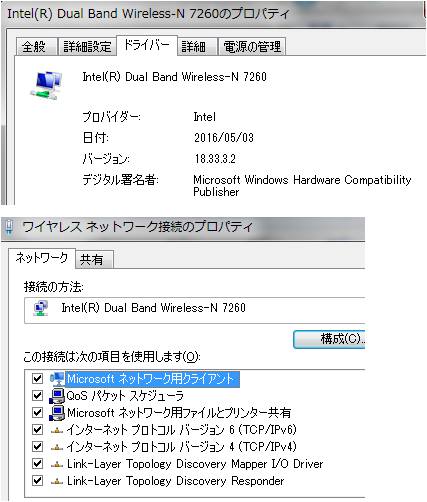 Intel(R) Dual Band Wireless-N 7260のプロパティ
全般 詳細設定 ドライバー 詳細 電源の管理
Intel(R) Dual Band Wireless-N 7260
プロバイダー: Intel
日付: 2016/05/03
バージョン: 18.33.3.2
デジタル署名者: Microsoft Windows Hardware Compatibility
Publisher
ワイヤレス ネットワーク接続のプロパティ
ネットワーク 共有
接続の方法:
Intel(R) Dual Band Wireless-N 7260
構成(C)...
この接続は次の項目を使用します(O):
Microsoft ネットワーク用クライアント
QoS パケット スケジューラ
Microsoft ネットワーク用ファイルとプリンター共有
インターネット プロトコル バージョン 6 (TCP/IPv6)
インターネット プロトコル バージョン 4 (TCP/IPv4)
Link-Layer Topology Discovery Mapper I/O Driver
Link-Layer Topology Discovery Responder